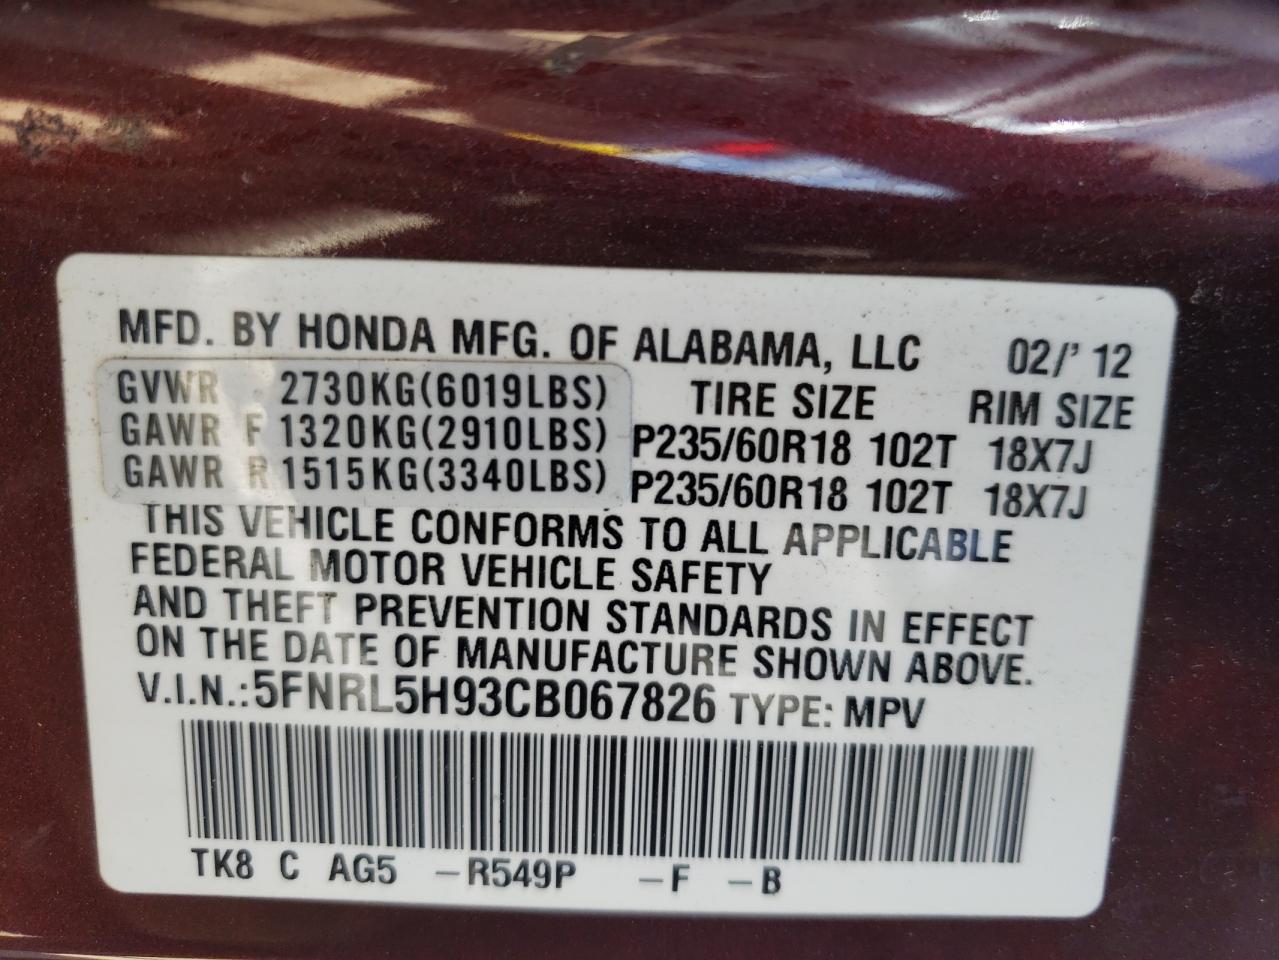 MFD. BY HONDA MFG. OF ALABAMA, LLC 02/' 12
GVWR 2730KG(6019LBS) TIRE SIZE RIM SIZE
GAWR F 1320KG(2910LBS) P235/60R18 102T 18X7J
GAWR R 1515KG(3340LBS) P235/60R18 102T 18X7J
THIS VEHICLE CONFORMS TO ALL APPLICABLE
FEDERAL MOTOR VEHICLE SAFETY
AND THEFT PREVENTION STANDARDS IN EFFECT
ON THE DATE OF MANUFACTURE SHOWN ABOVE.
V.I.N.:5FNRL5H93CB067826 TYPE: MPV
TK8 C AG5 -R549P -F -B